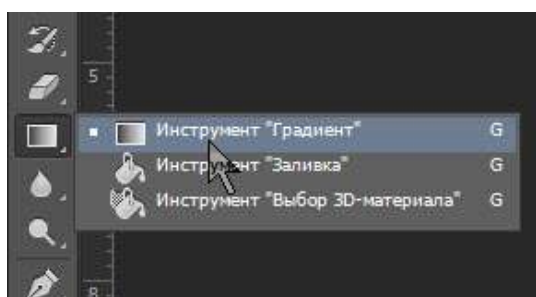 5
Инструмент "Градиент" G
Инструмент "Заливка" G
Инструмент "Выбор 3D-материала" G
8